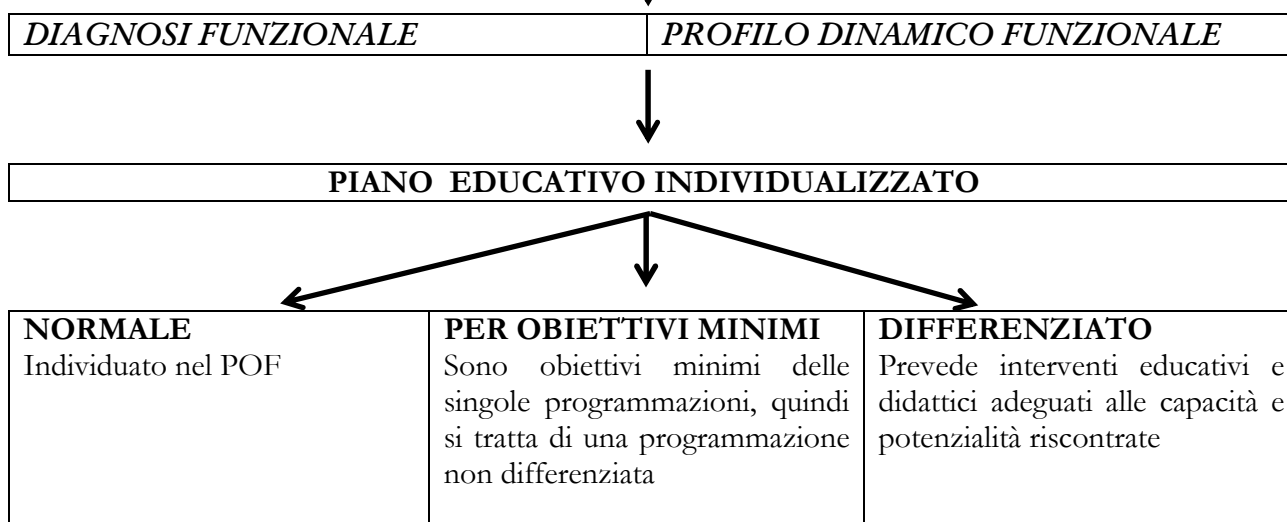 DIAGNOSI FUNZIONALE
PROFILO DINAMICO FUNZIONALE
PIANO EDUCATIVO INDIVIDUALIZZATO
NORMALE
Individuato nel POF
PER OBIETTIVI MINIMI
Sono obiettivi minimi delle
singole programmazioni, quindi
si tratta di una programmazione
non differenziata
DIFFERENZIATO
Prevede interventi educativi e
didattici adeguati alle capacità e
potenzialità riscontrate